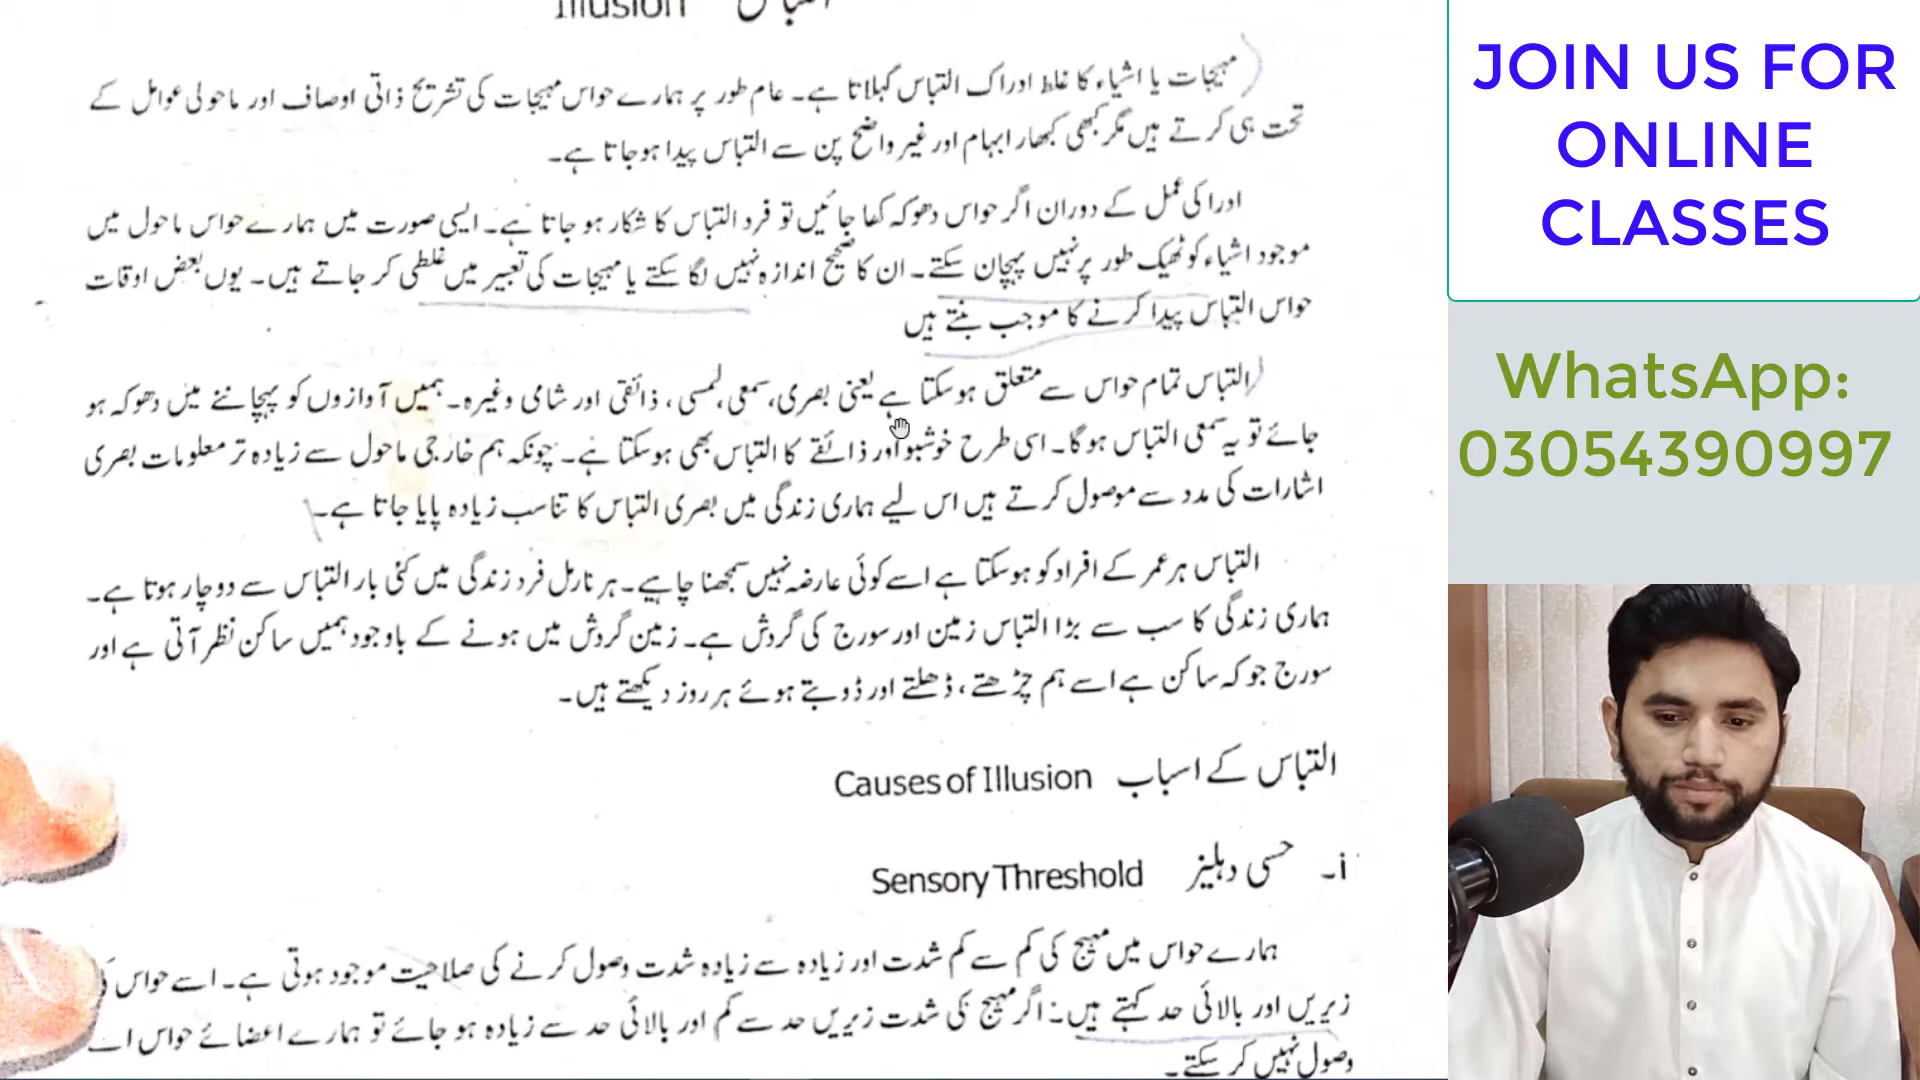 Illusion التباس
مہیجات یا اشیاء کا غلط ادراک التباس کہلاتا ہے۔ عام طور پر ہمارے حواس مہیجات کی تشریح ذاتی اوصاف اور ماحولی عوامل کے
تحت ہی کرتے ہیں مگر کبھی کبھار ابہام اور غیر واضح پن سے التباس پیدا ہو جاتا ہے۔
ادراکی عمل کے دوران اگر حواس دھوکہ کھا جائیں تو فرد التباس کا شکار ہو جاتا ہے۔ ایسی صورت میں ہمارے حواس ماحول میں
موجود اشیاء کو ٹھیک طور پر نہیں پہچان سکتے۔ ان کا صحیح اندازہ نہیں لگا سکتے یا مہیجات کی تعبیر میں غلطی کر جاتے ہیں۔ یوں بعض اوقات
حواس التباس پیدا کرنے کا موجب بنتے ہیں
التباس تمام حواس سے متعلق ہو سکتا ہے یعنی بصری، سمعی، لمسی، ذائقی اور شامی وغیرہ۔ ہمیں آوازوں کو پہچاننے میں دھوکہ ہو
جائے تو یہ سمعی التباس ہو گا۔ اسی طرح خوشبو اور ذائقے کا التباس بھی ہو سکتا ہے۔ چونکہ ہم خارجی ماحول سے زیادہ تر معلومات بصری
اشارات کی مدد سے موصول کرتے ہیں اس لیے ہماری زندگی میں بصری التباس کا تناسب زیادہ پایا جاتا ہے۔
التباس ہر عمر کے افراد کو ہو سکتا ہے اسے کوئی عارضہ نہیں سمجھنا چاہیے۔ ہر نارمل فرد زندگی میں کئی بار التباس سے دوچار ہوتا ہے۔
ہماری زندگی کا سب سے بڑا التباس زمین اور سورج کی گردش ہے۔ زمین گردش میں ہونے کے باوجود ہمیں ساکن نظر آتی ہے اور
سورج جو کہ ساکن ہے اسے ہم چڑھتے، ڈھلتے اور ڈوبتے ہوئے ہر روز دیکھتے ہیں۔
التباس کے اسباب Causes of Illusion
i۔ حسی دہلیز Sensory Threshold
ہمارے حواس میں مہیج کی کم سے کم شدت اور زیادہ سے زیادہ شدت وصول کرنے کی صلاحیت موجود ہوتی ہے۔ اسے حواس
زیریں اور بالائی حد کہتے ہیں۔ اگر مہیج کی شدت زیریں حد سے کم اور بالائی حد سے زیادہ ہو جائے تو ہمارے اعضائے حواس
وصول نہیں کر سکتے۔
JOIN US FOR
ONLINE
CLASSES
WhatsApp:
03054390997